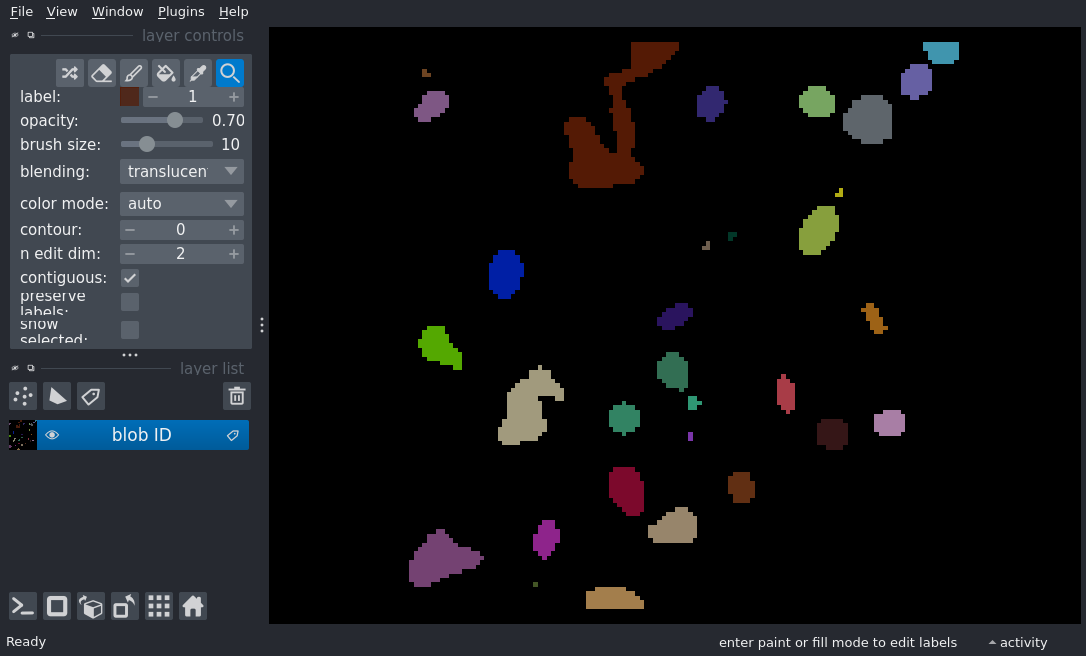 File View Window Plugins Help
layer controls
label: 1
opacity: 0.70
brush size: 10
blending: translucen
color mode: auto
contour: 0
n edit dim: 2
contiguous:
preserve
labels:
show
selected:
layer list
blob ID
Ready enter paint or fill mode to edit labels activity